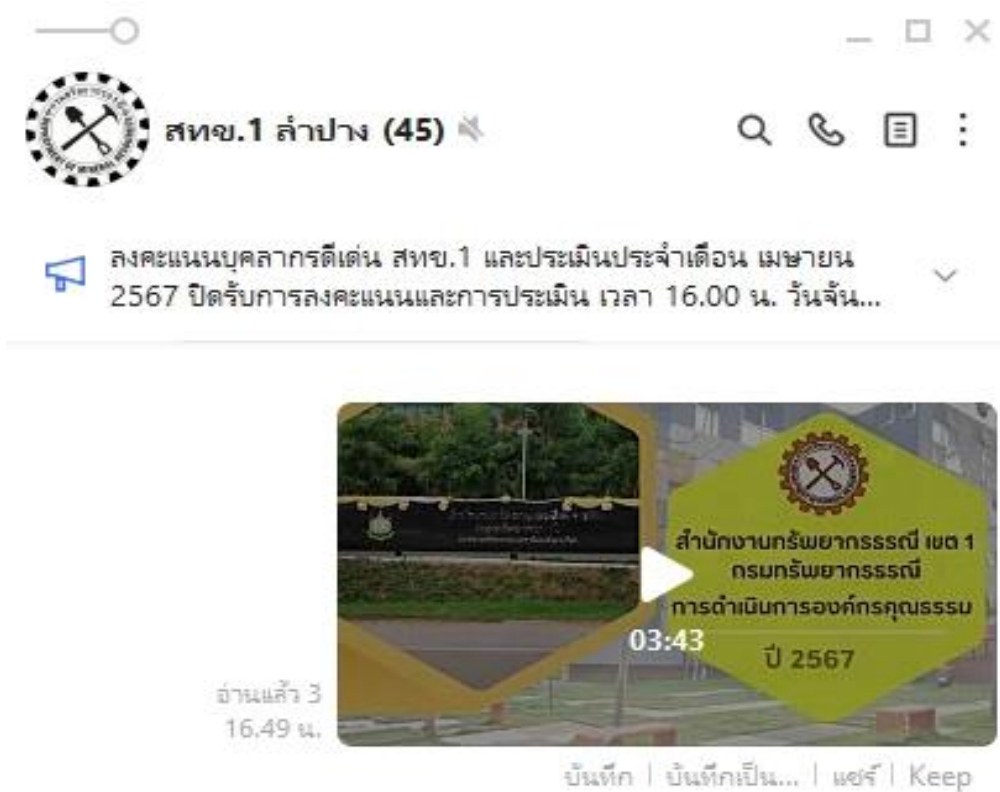 สทข.1 ลำปาง (45)
ลงคะแนนบุคลากรดีเด่น สทข.1 และประเมินประจำเดือน เมษายน
2567 ปิดรับการลงคะแนนและการประเมิน เวลา 16.00 น. วันจัน...
สำนักงานทรัพยากรธรณี เขต 1
กรมทรัพยากรธรณี
การดำเนินการองค์กรคุณธรรม
03:43
ปี 2567
อ่านแล้ว 3
16.49 น.
บันทึก | บันทึกเป็น... | แชร์ | Keep